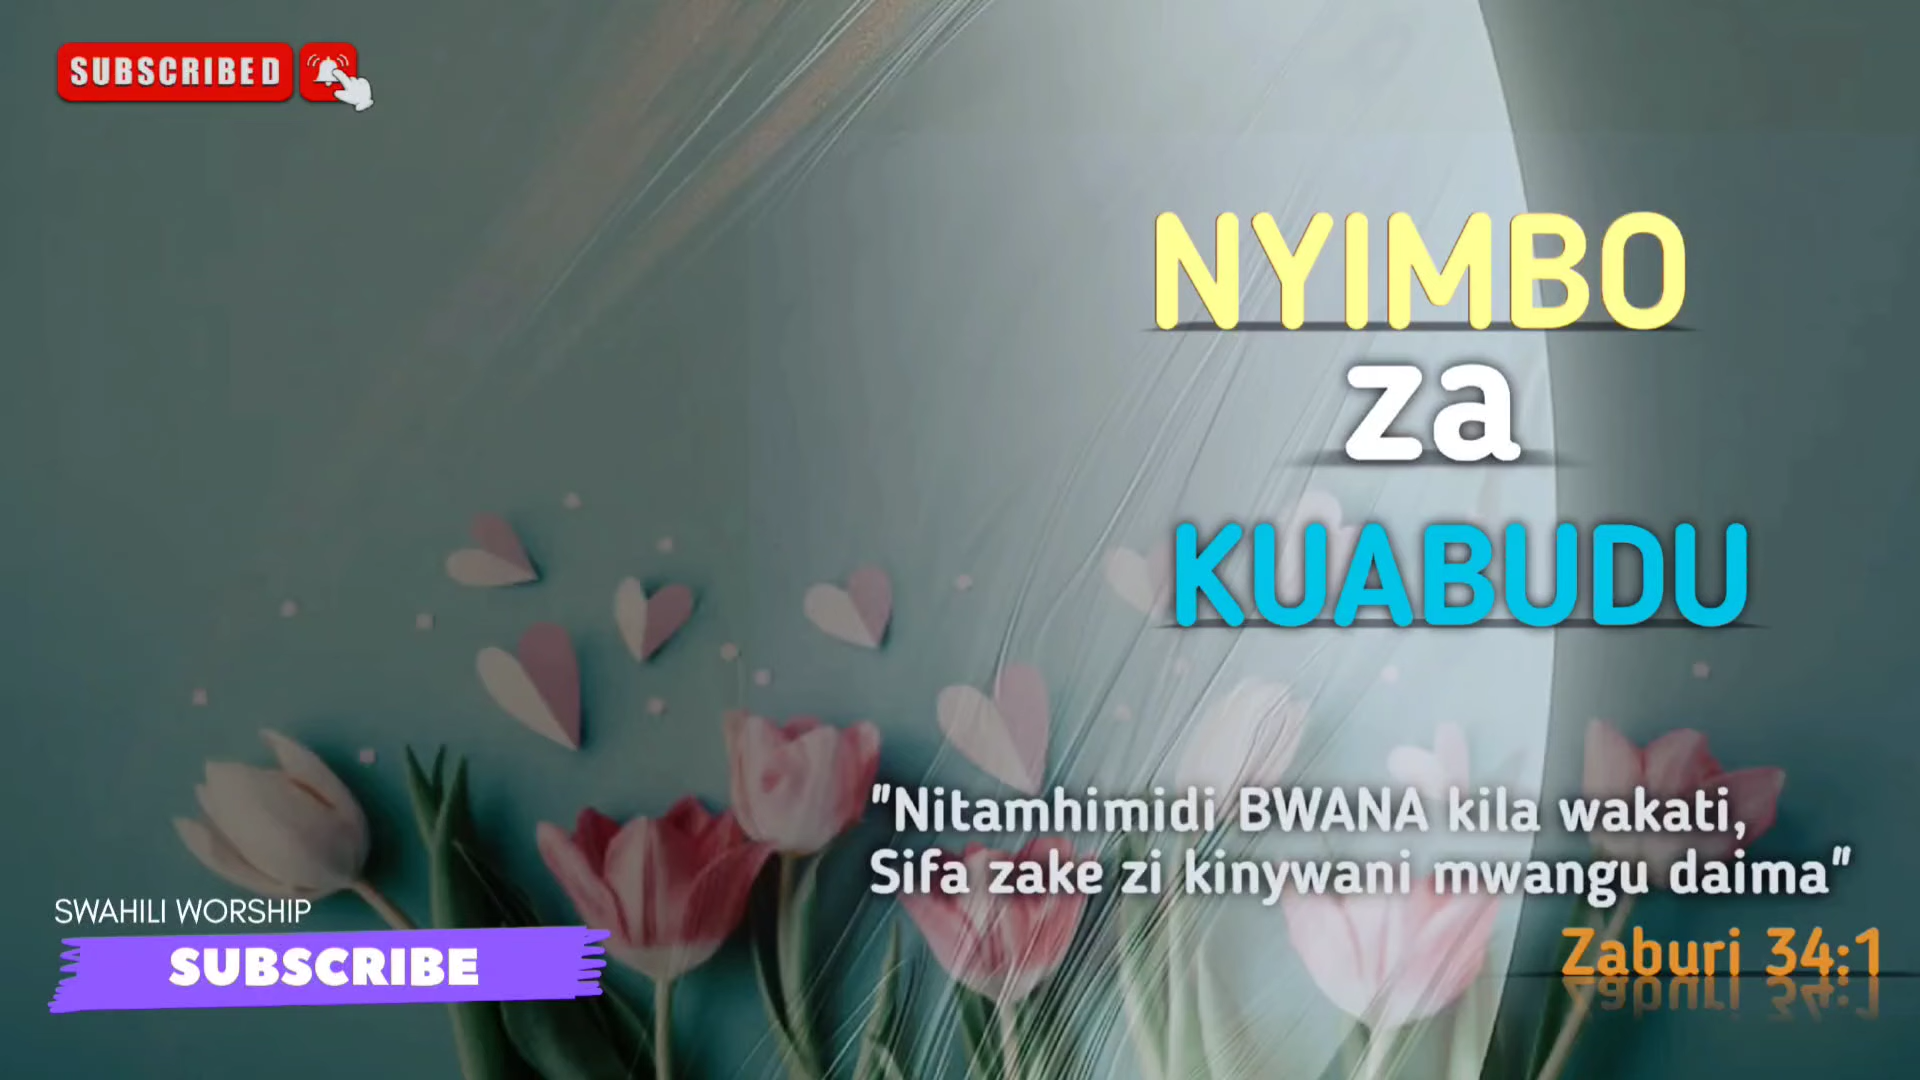 SUBSCRIBED
NYIMBO
za
KUABUDU
"Nitamhimidi BWANA kila wakati,
Sifa zake zi kinywani mwangu daima"
Zaburi 34:1
SWAHILI WORSHIP
SUBSCRIBE